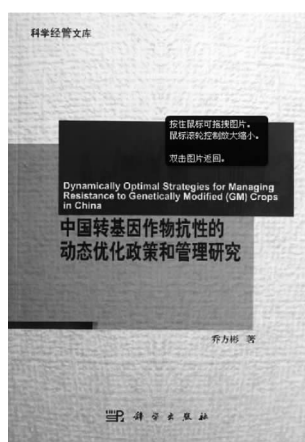 科学经管文库
按住鼠标可拖拽图片。
鼠标滚轮控制放大缩小。
双击图片返回。
Dynamically Optimal Strategies for Managing
Resistance to Genetically Modified (GM) Crops
in China
中国转基因作物抗性的
动态优化政策和管理研究
乔方彬 著
科学出版社